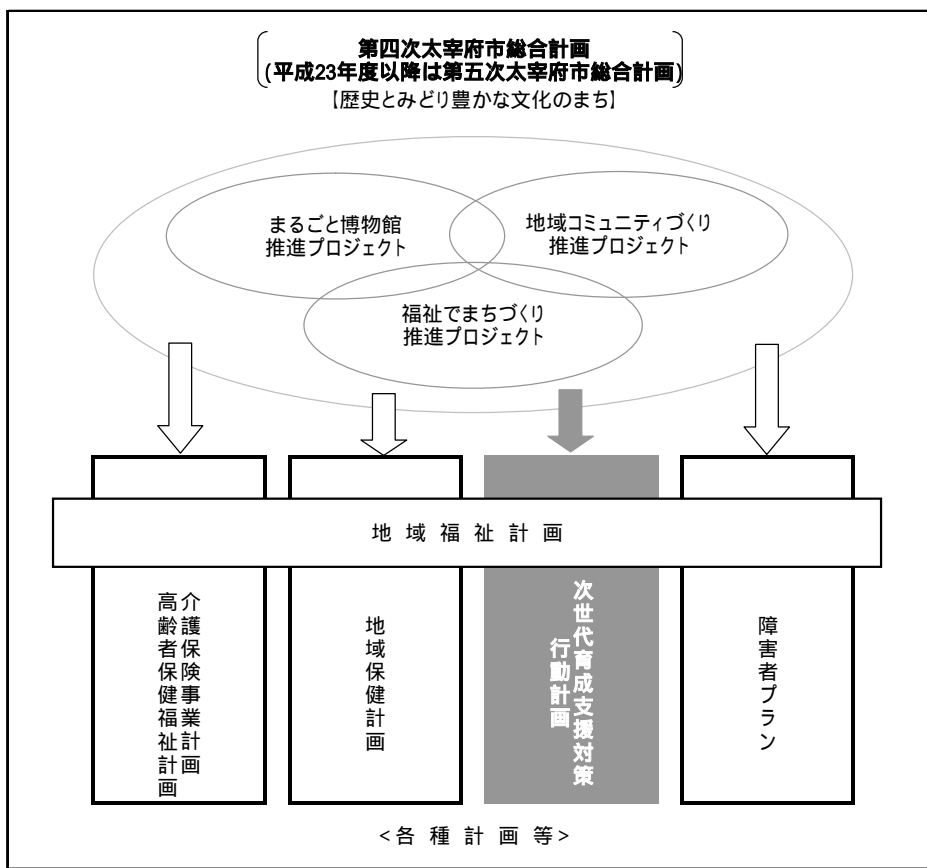 第四次太宰府市総合計画
(平成23年度以降は第五次太宰府市総合計画)
【歴史とみどり豊かな文化のまち】
まるごと博物館
推進プロジェクト
地域コミュニティづくり
推進プロジェクト
福祉でまちづくり
推進プロジェクト
地域福祉計画
介護保険事業計画
高齢者保健福祉計画
地域保健計画
次世代育成支援対策
行動計画
障害者プラン
<各種計画等>